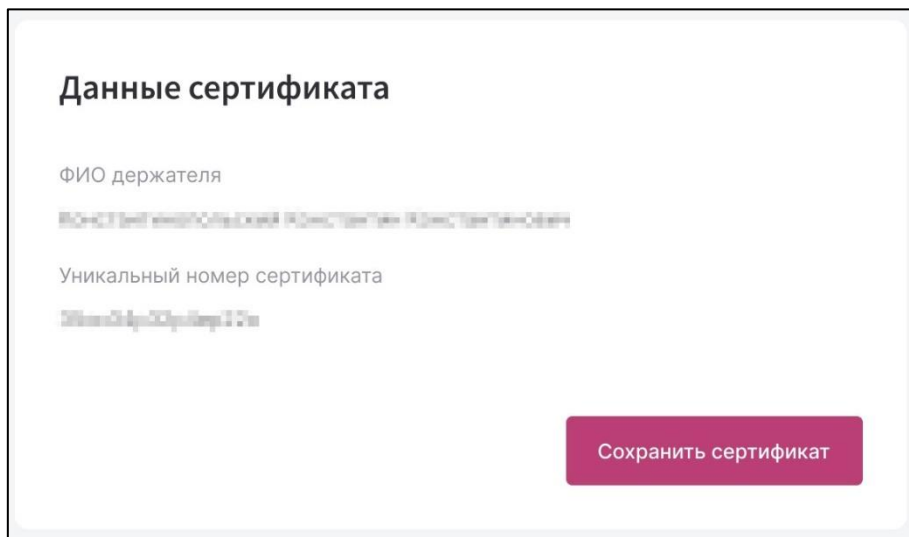 Данные сертификата
ФИО держателя
Уникальный номер сертификата
Сохранить сертификат